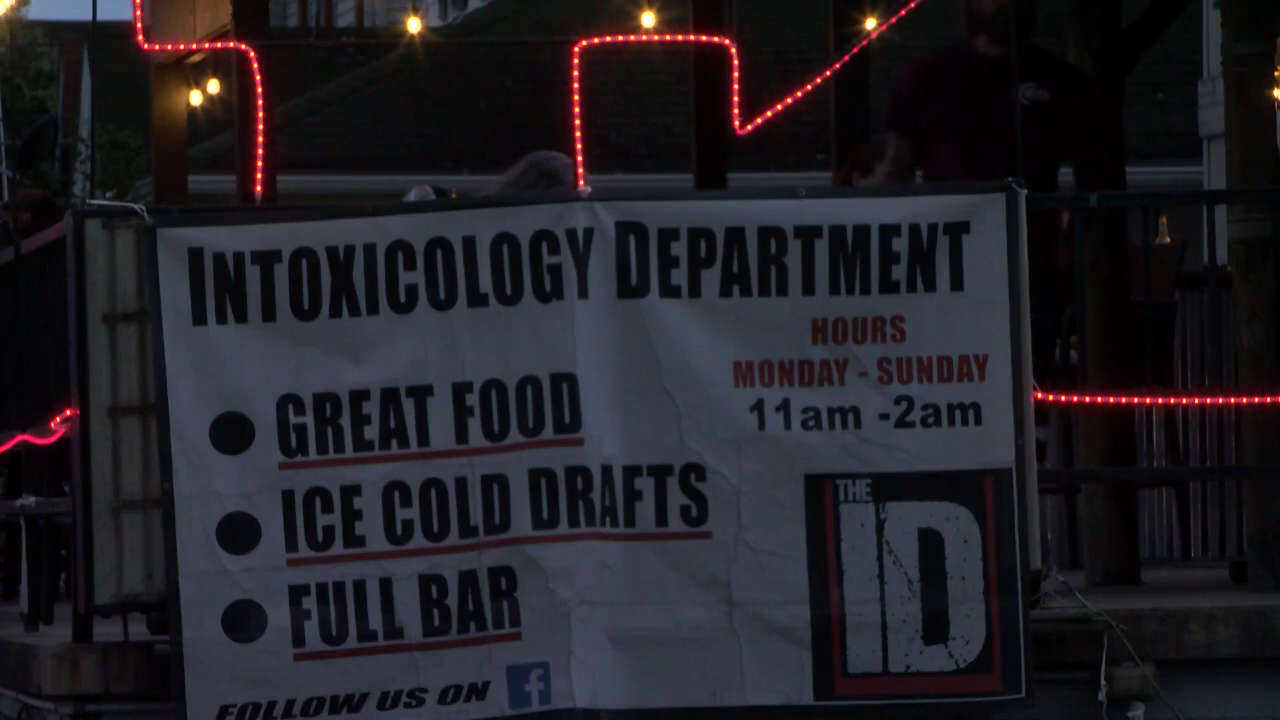 INTOXICOLOGY DEPARTMENT
HOURS
MONDAY - SUNDAY
11am -2am
● GREAT FOOD
● ICE COLD DRAFTS
● FULL BAR
THE
ID
FOLLOW US ON f